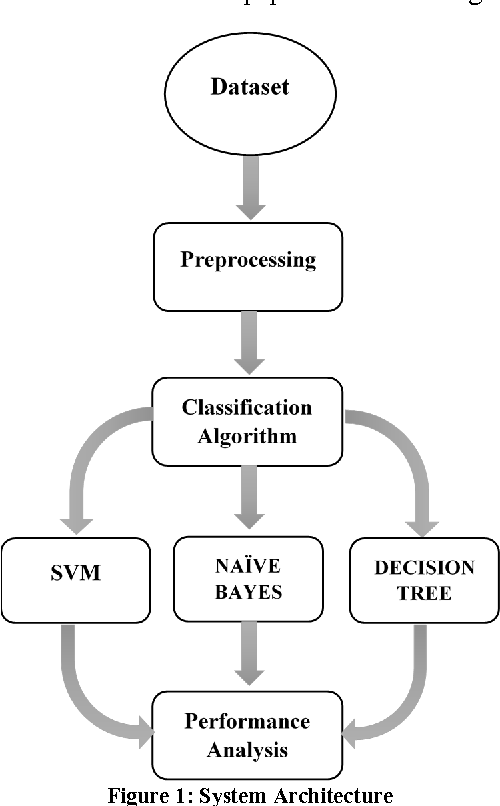 Dataset
Preprocessing
Classification
Algorithm
SVM
NAÏVE
BAYES
DECISION
TREE
Performance
Analysis
Figure 1: System Architecture